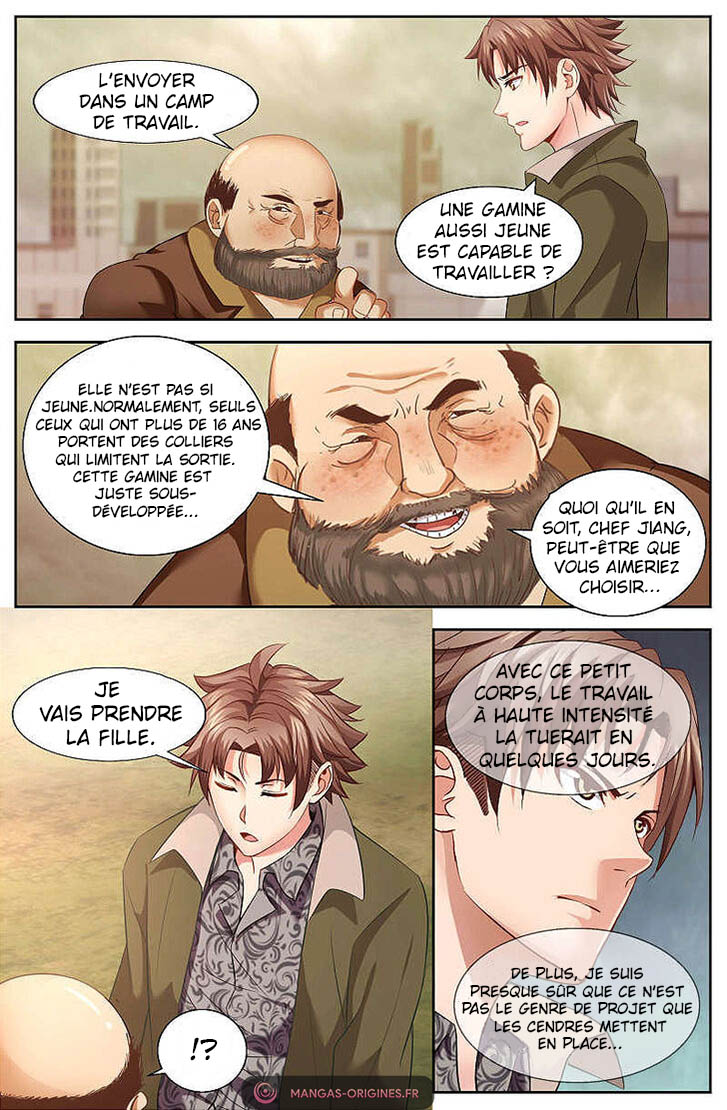 L'ENVOYER
DANS UN CAMP
DE TRAVAIL.
UNE GAMINE
AUSSI JEUNE
EST CAPABLE DE
TRAVAILLER ?
ELLE N'EST PAS SI
JEUNE.NORMALEMENT, SEULS
CEUX QUI ONT PLUS DE 16 ANS
PORTENT DES COLLIERS
QUI LIMITENT LA SORTIE.
CETTE GAMINE EST
JUSTE SOUS-
DÉVELOPPÉE...
QUOI QU'IL EN
SOIT, CHEF JIANG,
PEUT-ÊTRE QUE
VOUS AIMERIEZ
CHOISIR...
JE
VAIS PRENDRE
LA FILLE.
!?
AVEC CE PETIT
CORPS, LE TRAVAIL
À HAUTE INTENSITÉ
LA TUERAIT EN
QUELQUES JOURS.
DE PLUS, JE SUIS
PRESQUE SÛR QUE CE N'EST
PAS LE GENRE DE PROJET QUE
LES CENDRES METTENT
EN PLACE...
MANGAS-ORIGINES.FR